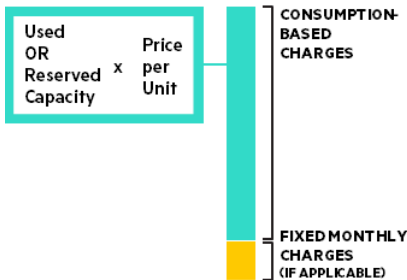 Used
OR
Reserved
Capacity
x
Price
per
Unit
CONSUMPTION-
BASED
CHARGES
FIXED MONTHLY
CHARGES
(IF APPLICABLE)